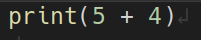 print(5 + 4)